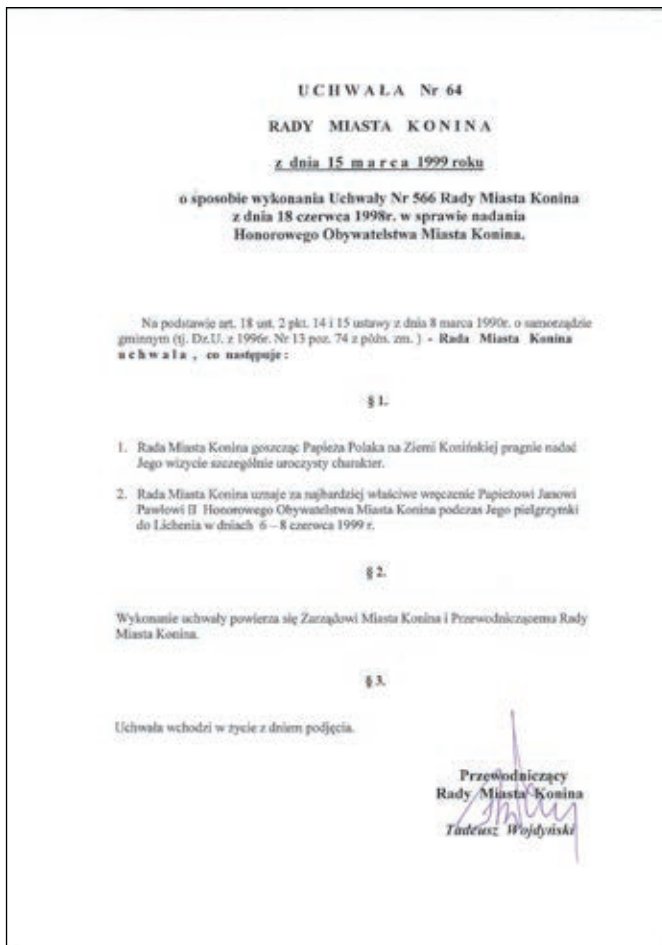 UCHWAŁA Nr 64
RADY MIASTA KONINA
z dnia 15 marca 1999 roku
o sposobie wykonania Uchwały Nr 566 Rady Miasta Konina
z dnia 18 czerwca 1998r. w sprawie nadania
Honorowego Obywatelstwa Miasta Konina.
Na podstawie art. 18 ust. 2 pkt. 14 i 15 ustawy z dnia 8 marca 1990r. o samorządzie
gminnym (tj. Dz.U. z 1996r. Nr 13 poz. 74 z późn. zm. ) - Rada Miasta Konina
uchwala, co następuje:
§ 1.
1. Rada Miasta Konina goszcząc Papieża Polaka na Ziemi Konińskiej pragnie nadać
Jego wizycie szczególnie uroczysty charakter.
2. Rada Miasta Konina uznaje za najbardziej właściwe wręczenie Papieżowi Janowi
Pawłowi II Honorowego Obywatelstwa Miasta Konina podczas Jego pielgrzymki
do Lichenia w dniach 6 – 8 czerwca 1999 r.
§ 2.
Wykonanie uchwały powierza się Zarządowi Miasta Konina i Przewodniczącemu Rady
Miasta Konina.
§ 3.
Uchwała wchodzi w życie z dniem podjęcia.
Przewodniczący
Rady Miasta Konina
Tadeusz Wojdyński